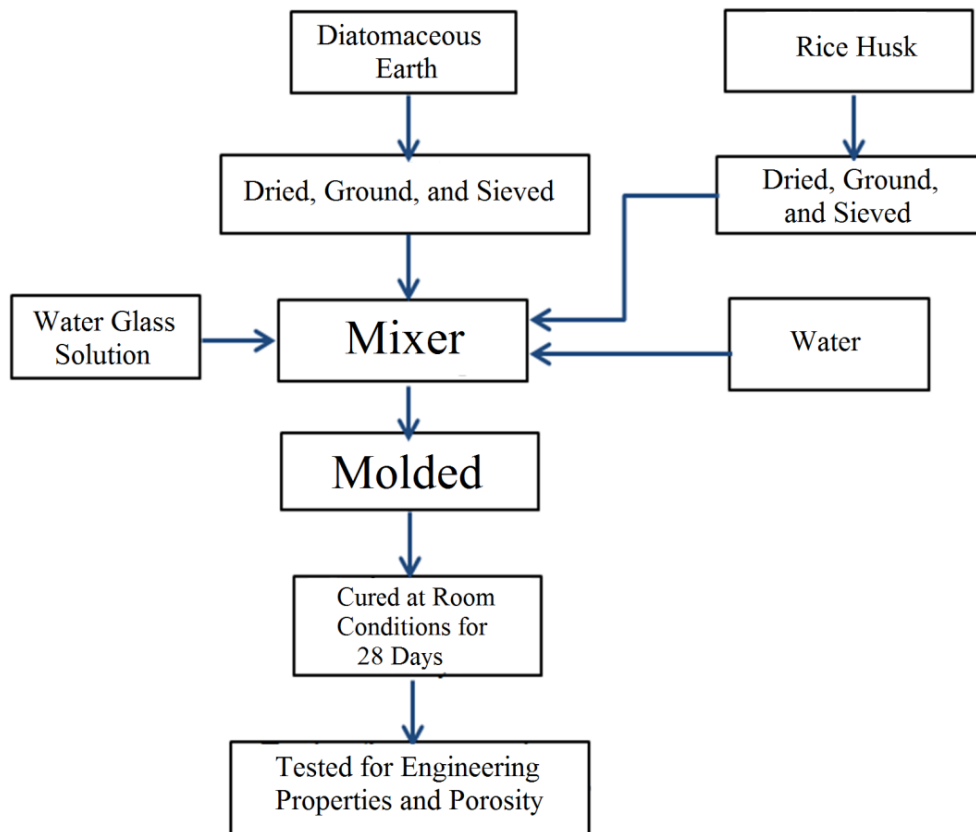 Diatomaceous
Earth
Rice Husk
Dried, Ground, and Sieved
Dried, Ground,
and Sieved
Water Glass
Solution
Mixer
Water
Molded
Cured at Room
Conditions for
28 Days
Tested for Engineering
Properties and Porosity